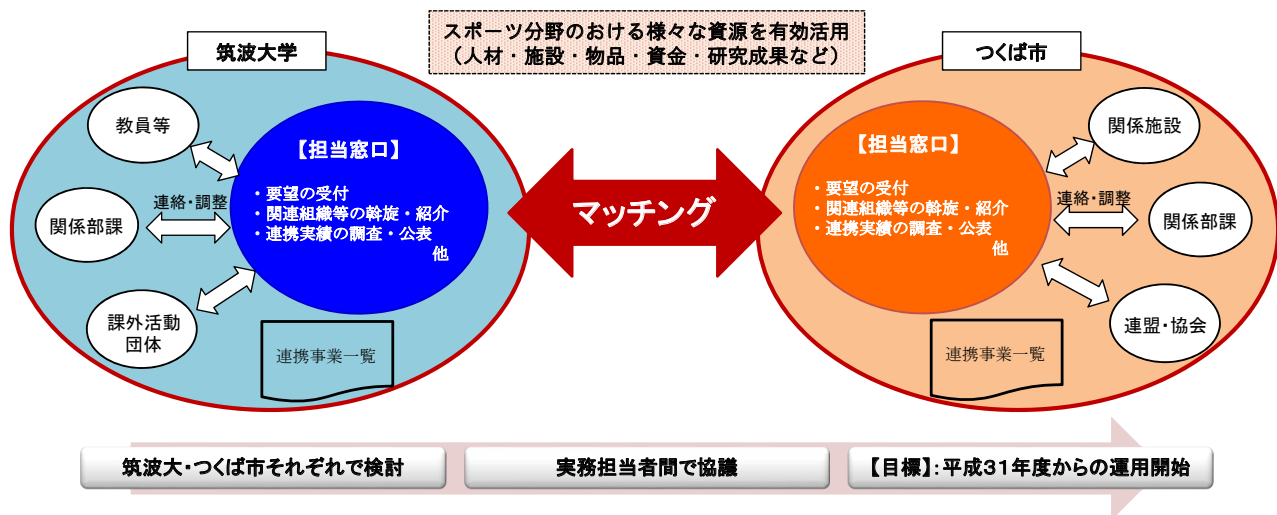 スポーツ分野のおける様々な資源を有効活用
（人材・施設・物品・資金・研究成果など）
筑波大学
教員等
関係部課
課外活動
団体
連絡・調整
【担当窓口】
・要望の受付
・関連組織等の斡旋・紹介
・連携実績の調査・公表
他
連携事業一覧
マッチング
つくば市
【担当窓口】
・要望の受付
・関連組織等の斡旋・紹介
・連携実績の調査・公表
他
連絡・調整
関係施設
関係部課
連盟・協会
連携事業一覧
筑波大・つくば市それぞれで検討
実務担当者間で協議
【目標】：平成３１年度からの運用開始